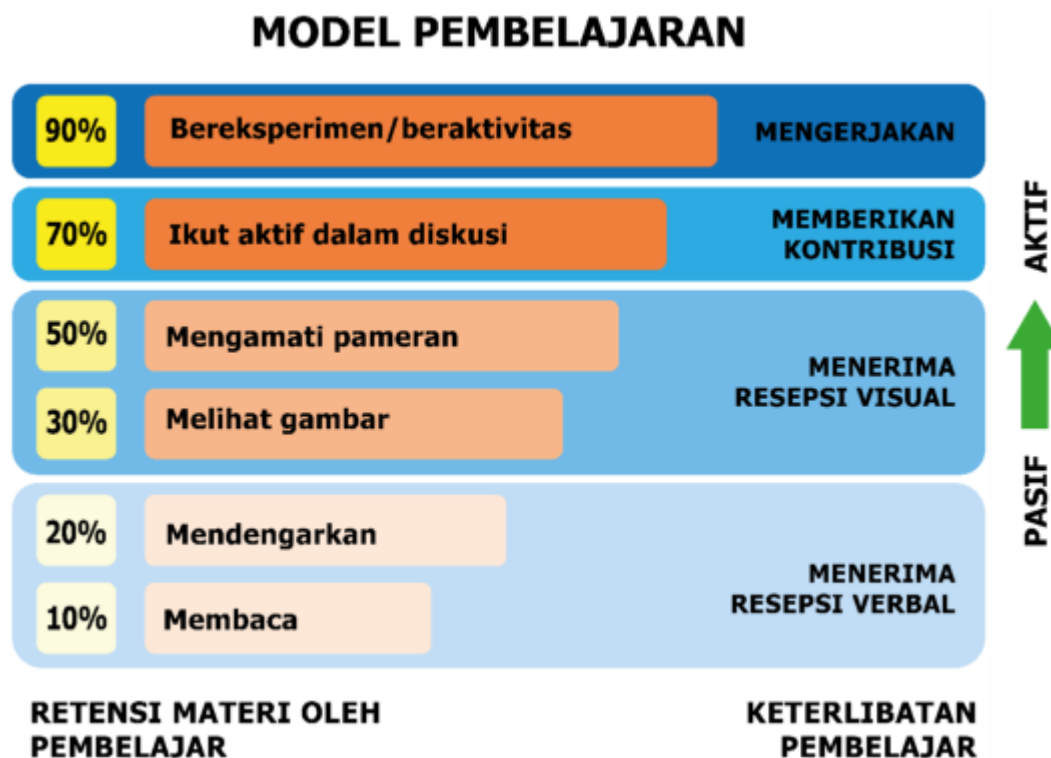 MODEL PEMBELAJARAN
90%
Bereksperimen/beraktivitas
MENGERJAKAN
70%
Ikut aktif dalam diskusi
MEMBERIKAN
KONTRIBUSI
50%
Mengamati pameran
30%
Melihat gambar
MENERIMA
RESEPSI VISUAL
20%
Mendengarkan
10%
Membaca
MENERIMA
RESEPSI VERBAL
AKTIF
PASIF
RETENSI MATERI OLEH
PEMBELAJAR
KETERLIBATAN
PEMBELAJAR